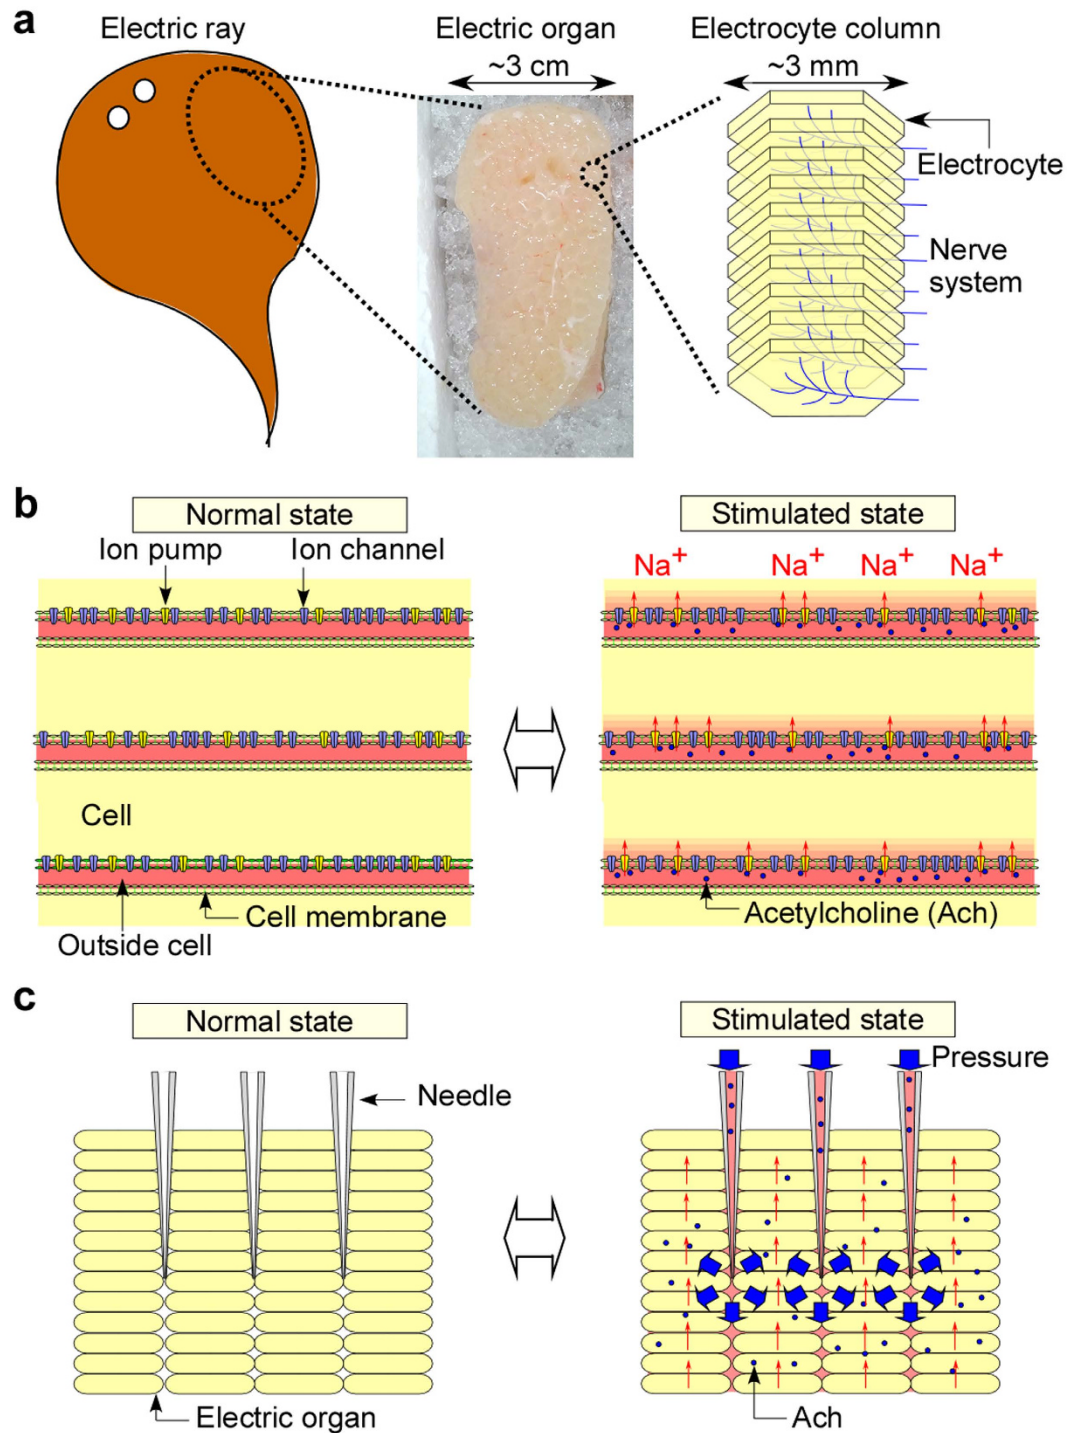 a
Electric ray
Electric organ
Electrocyte column
~3 cm
~3 mm
Electrocyte
Nerve
system
b
Normal state
Stimulated state
Ion pump
Ion channel
Na+
Na+
Na+
Na+
Cell
Cell membrane
Outside cell
Acetylcholine (Ach)
c
Normal state
Stimulated state
Needle
Pressure
Electric organ
Ach